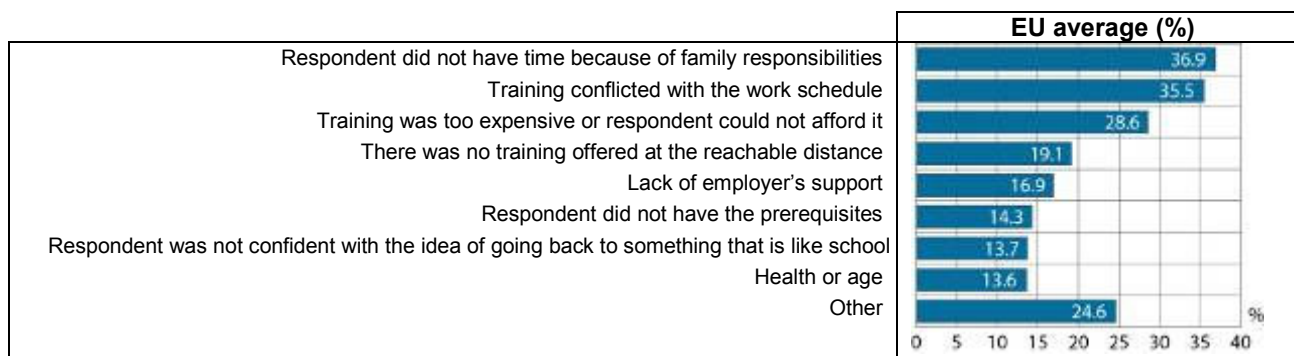 EU average (%)
Respondent did not have time because of family responsibilities 36.9
Training conflicted with the work schedule 35.5
Training was too expensive or respondent could not afford it 28.6
There was no training offered at the reachable distance 19.1
Lack of employer’s support 16.9
Respondent did not have the prerequisites 14.3
Respondent was not confident with the idea of going back to something that is like school 13.7
Health or age 13.6
Other 24.6 %
0 5 10 15 20 25 30 35 40